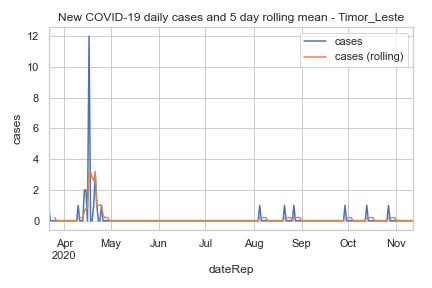 New COVID-19 daily cases and 5 day rolling mean - Timor_Leste
cases
cases (rolling)
12
10
8
6
4
2
0
cases
Apr
2020
May
Jun
Jul
Aug
Sep
Oct
Nov
dateRep